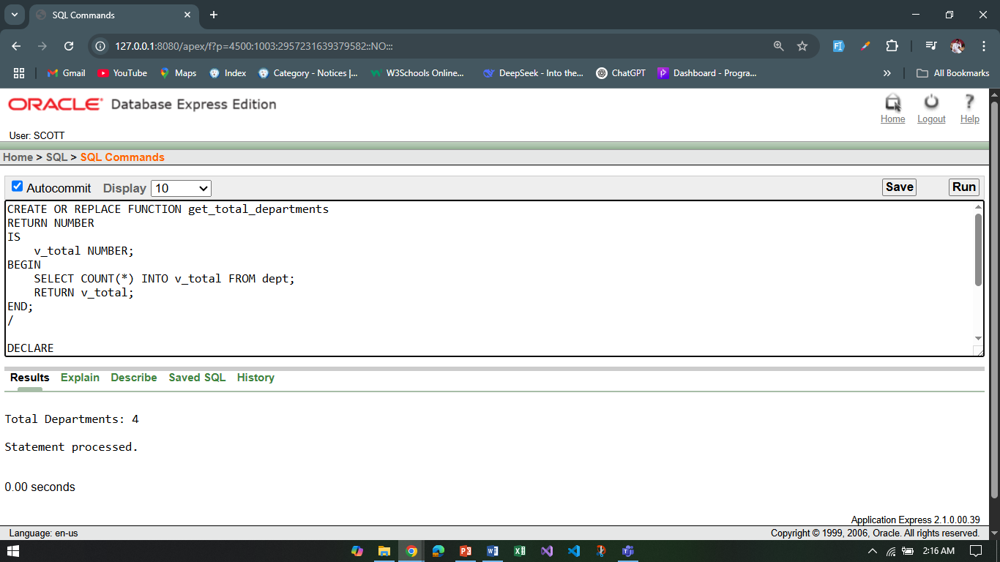 SQL Commands
127.0.0.1:8080/apex/f?p=4500:1003:2957231639379582::NO:::
Gmail YouTube Maps Index Category - Notices |... W3Schools Online... DeepSeek - Into the... ChatGPT Dashboard - Progra... » All Bookmarks
ORACLE Database Express Edition
Home Logout Help
User: SCOTT
Home > SQL > SQL Commands
Autocommit Display 10 Save Run
CREATE OR REPLACE FUNCTION get_total_departments
RETURN NUMBER
IS
    v_total NUMBER;
BEGIN
    SELECT COUNT(*) INTO v_total FROM dept;
    RETURN v_total;
END;
/
DECLARE
Results Explain Describe Saved SQL History
Total Departments: 4
Statement processed.
0.00 seconds
Application Express 2.1.0.00.39
Language: en-us Copyright © 1999, 2006, Oracle. All rights reserved.
2:16 AM